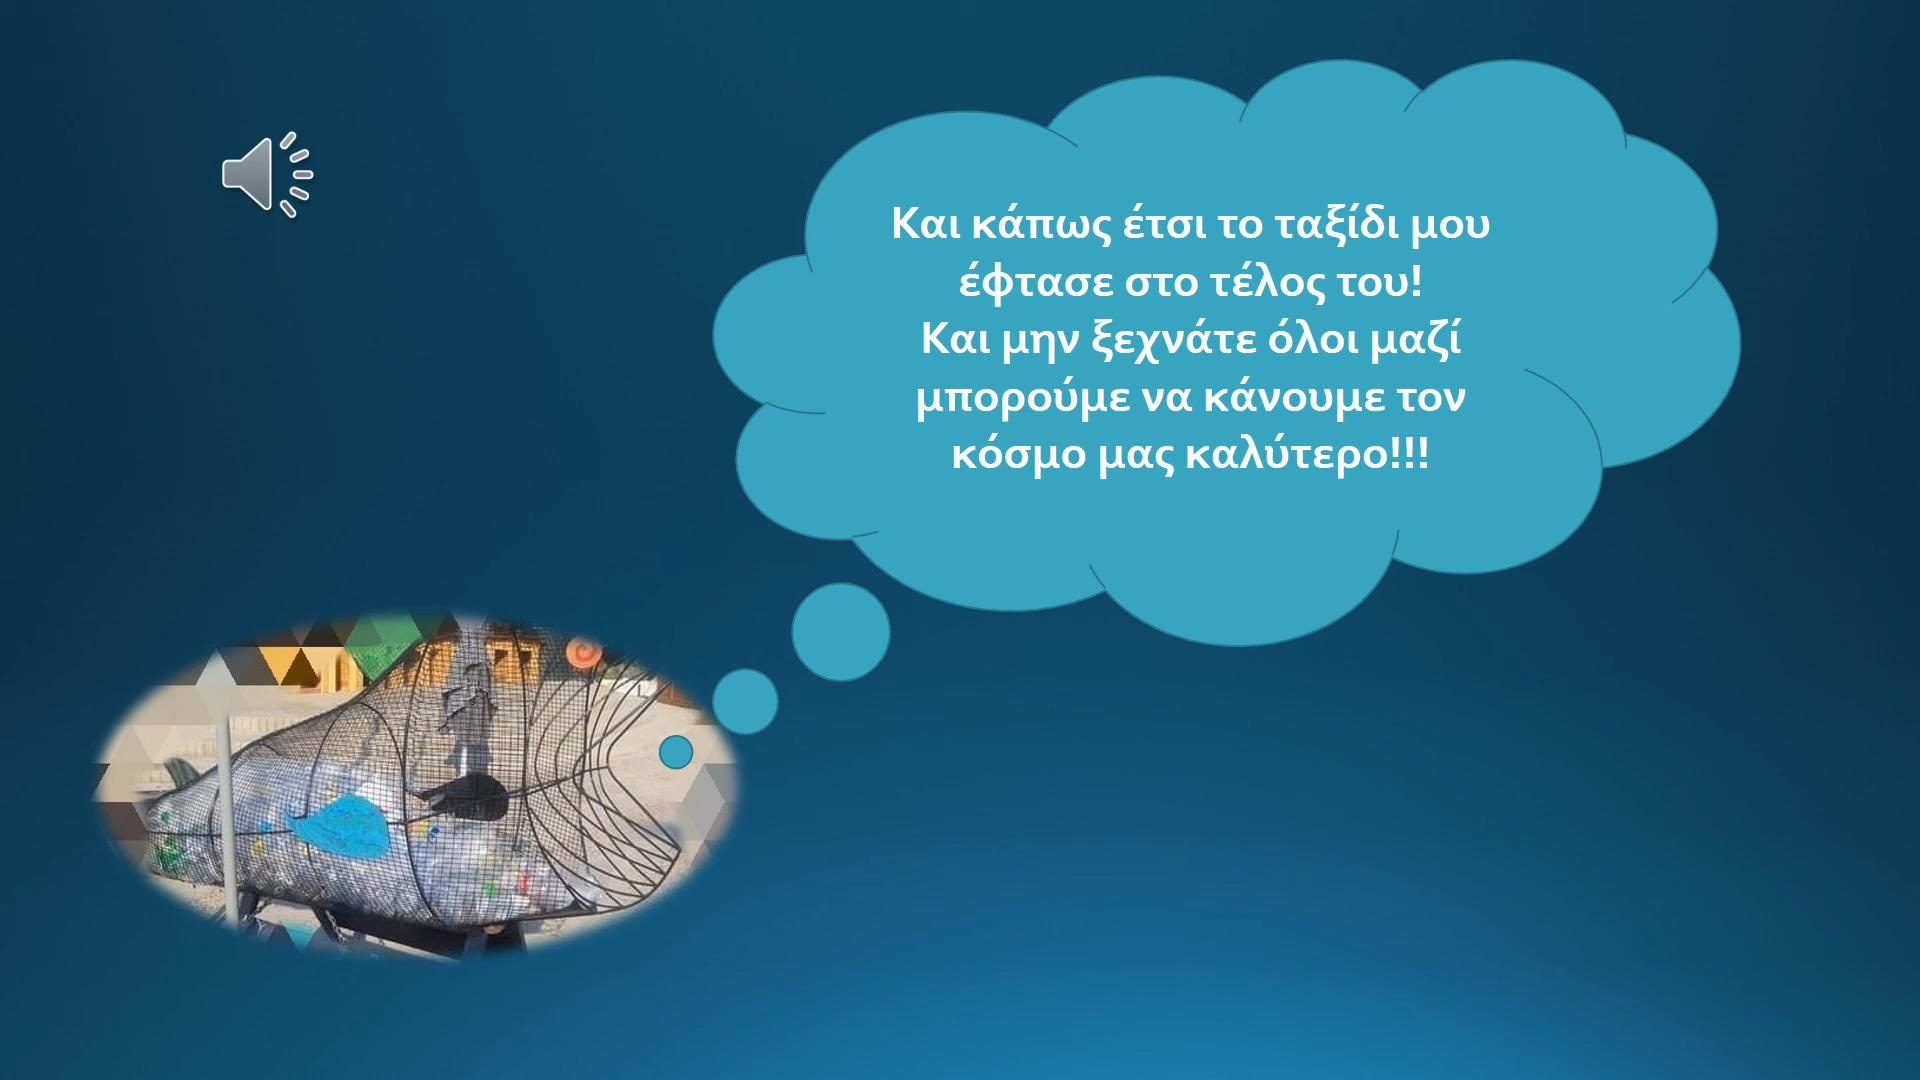 Και κάπως έτσι το ταξίδι μου
έφτασε στο τέλος του!
Και μην ξεχνάτε όλοι μαζί
μπορούμε να κάνουμε τον
κόσμο μας καλύτερο!!!